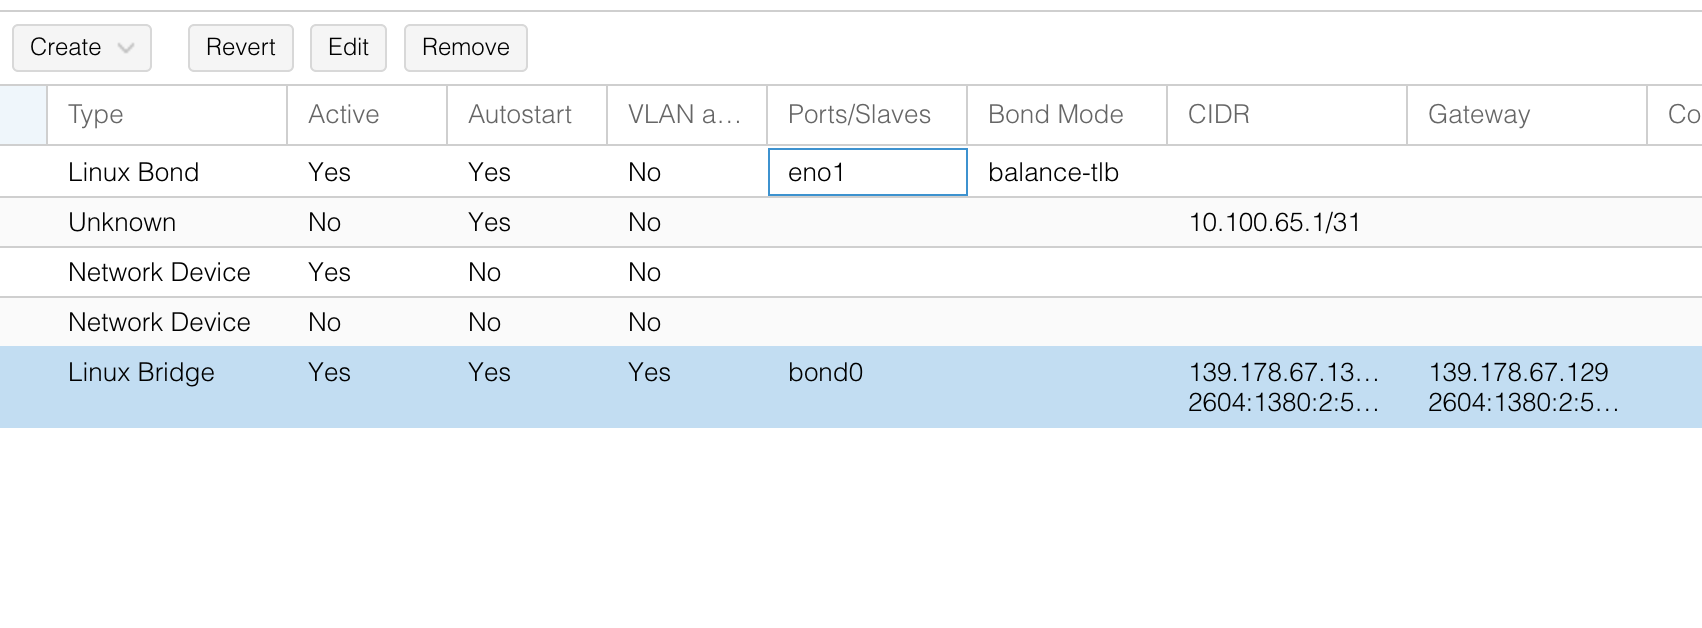 Create Revert Edit Remove
Type Active Autostart VLAN a... Ports/Slaves Bond Mode CIDR Gateway Co
Linux Bond Yes Yes No eno1 balance-tlb
Unknown No Yes No 10.100.65.1/31
Network Device Yes No No
Network Device No No No
Linux Bridge Yes Yes Yes bond0 139.178.67.13... 139.178.67.129
2604:1380:2:5... 2604:1380:2:5...